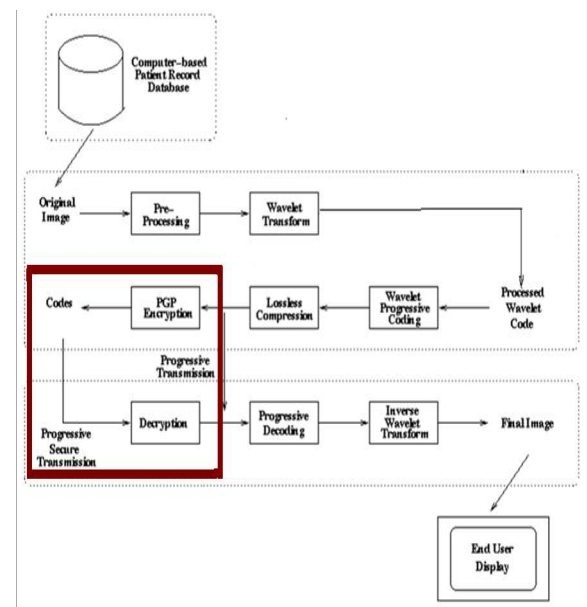 Computer-based
Patient Record
Database
Original
Image
Pre-
Processing
Wavelet
Transform
Codes
PGP
Encryption
Lossless
Compression
Wavelet
Progressive
Coding
Processed
Wavelet
Code
Progressive
Transmission
Progressive
Secure
Transmission
Decryption
Progressive
Decoding
Inverse
Wavelet
Transform
Final Image
End User
Display